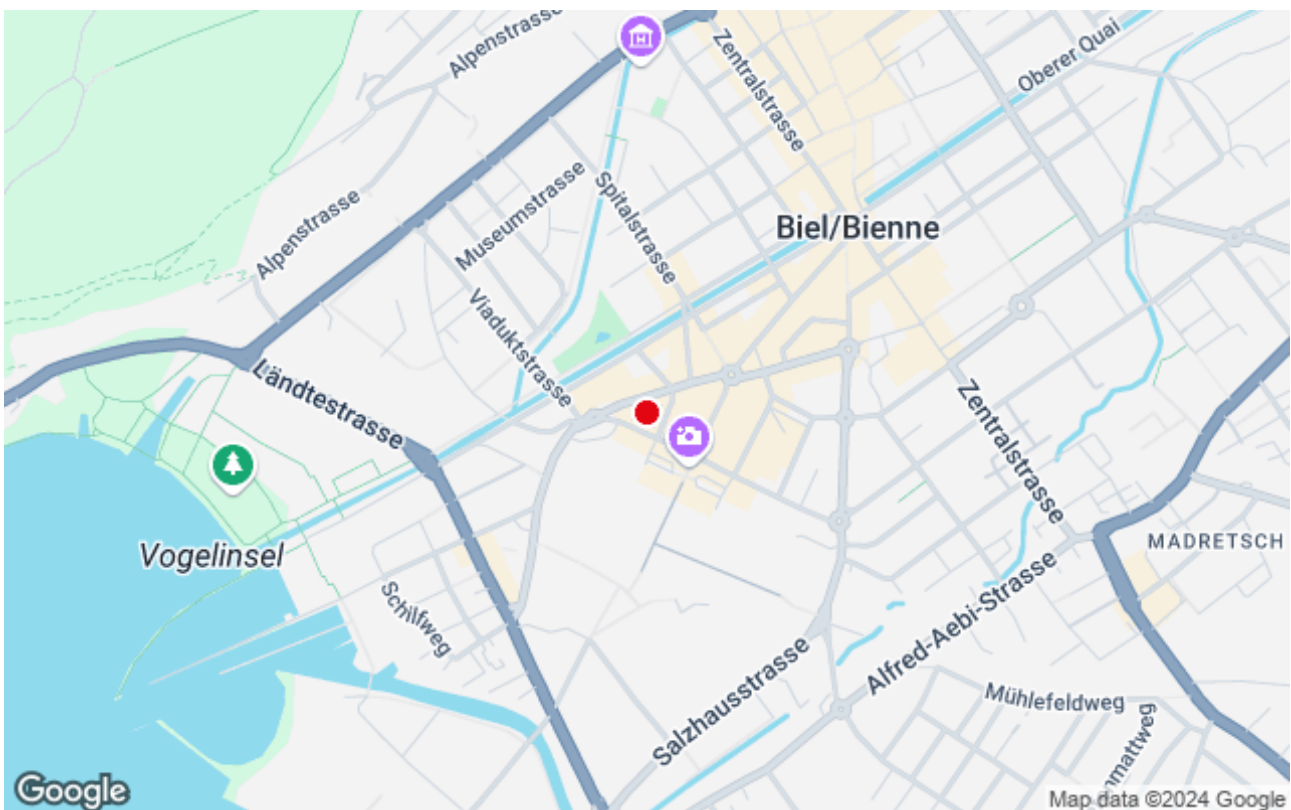 Alpenstrasse
Zentralstrasse
Oberer Quai
Museumstrasse
Spitalstrasse
Alpenstrasse
Biel/Bienne
Viaduktstrasse
Ländtestrasse
Zentralstrasse
Vogelinsel
MADRETSCH
Schilfweg
Alfred-Aebi-Strasse
Salzhausstrasse
Mühlefeldweg
Google
Map data ©2024 Google